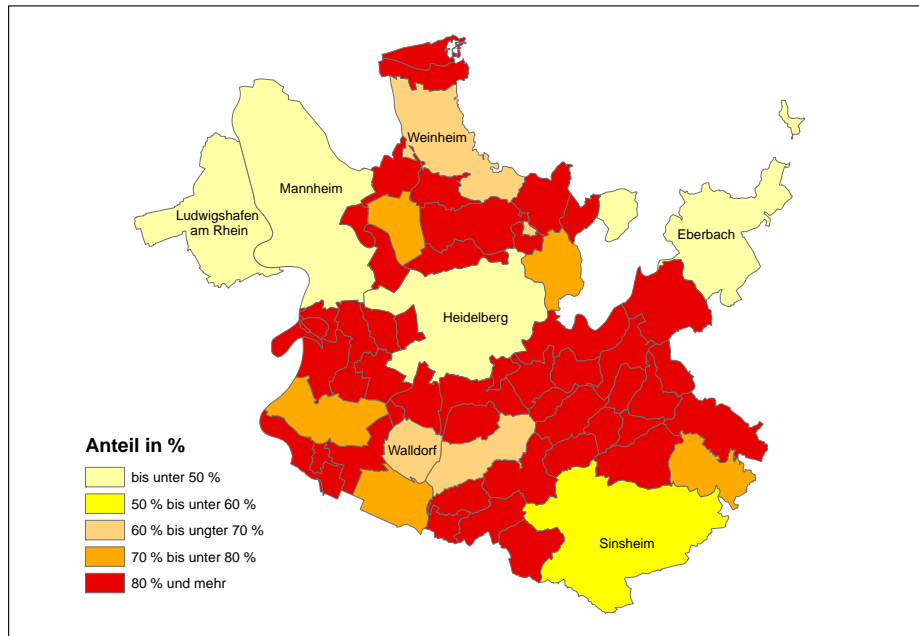 Weinheim
Mannheim
Ludwigshafen
am Rhein
Eberbach
Heidelberg
Walldorf
Sinsheim
Anteil in %
bis unter 50 %
50 % bis unter 60 %
60 % bis ungter 70 %
70 % bis unter 80 %
80 % und mehr